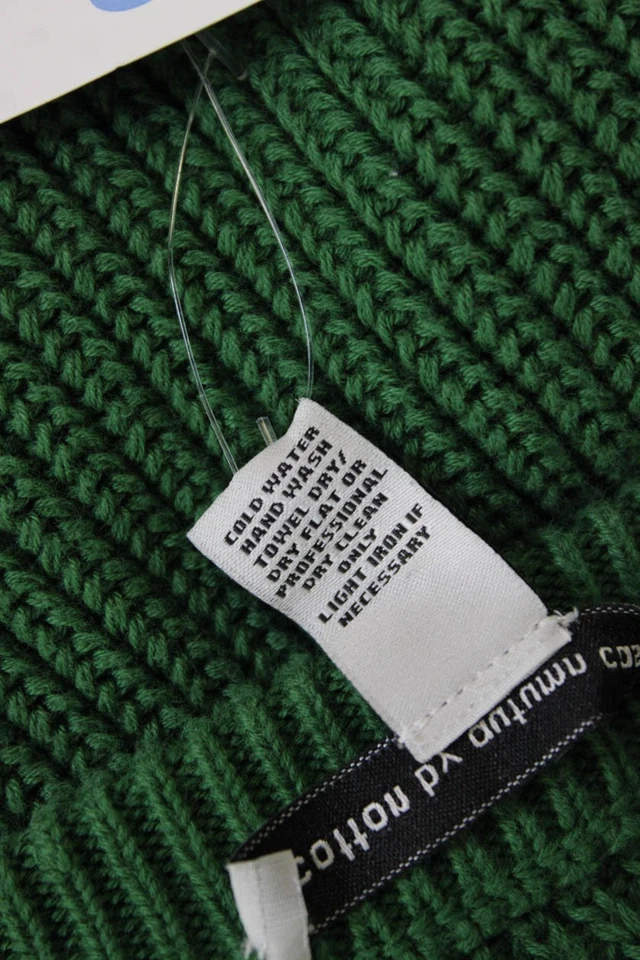 COLD WATER
HAND WASH
TOWEL DRY/
DRY FLAT OR
PROFESSIONAL
DRY CLEAN
ONLY
LIGHT IRON IF
NECESSARY
cotton by autumn